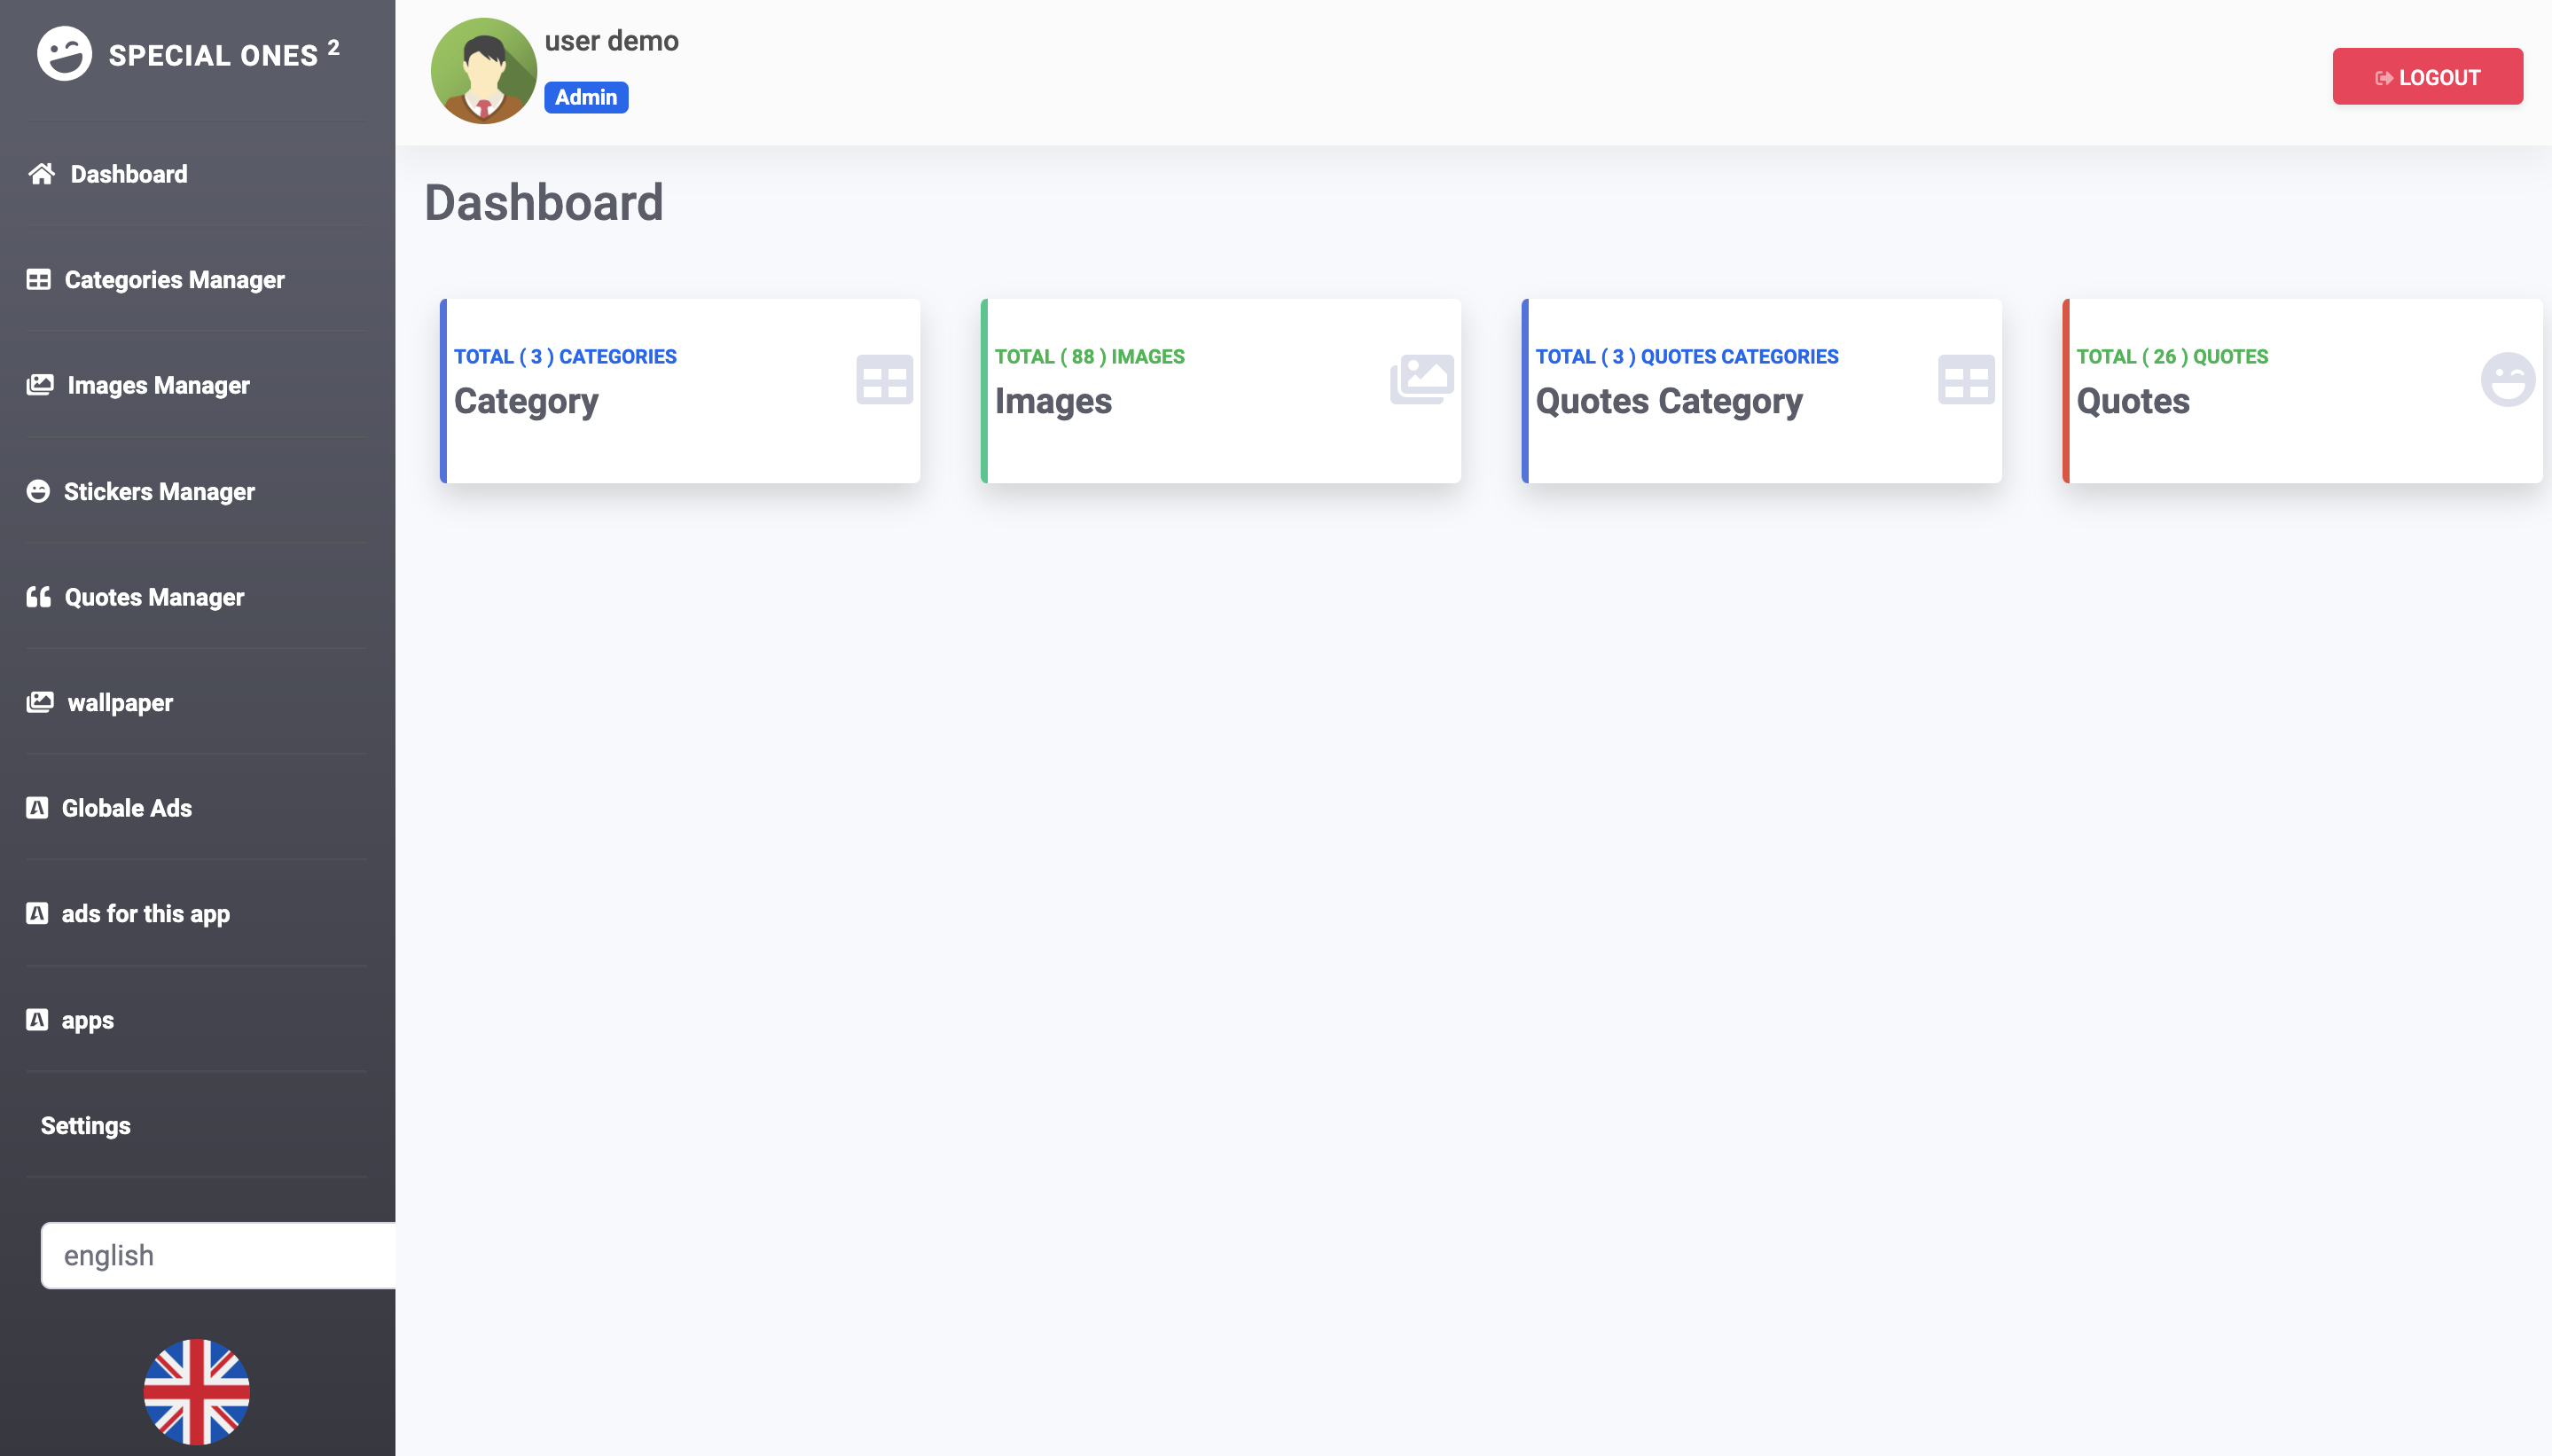 SPECIAL ONES 2
Dashboard
Categories Manager
Images Manager
Stickers Manager
Quotes Manager
wallpaper
Globale Ads
ads for this app
apps
Settings
english
user demo
Admin
LOGOUT
Dashboard
TOTAL ( 3 ) CATEGORIES
Category
TOTAL ( 88 ) IMAGES
Images
TOTAL ( 3 ) QUOTES CATEGORIES
Quotes Category
TOTAL ( 26 ) QUOTES
Quotes